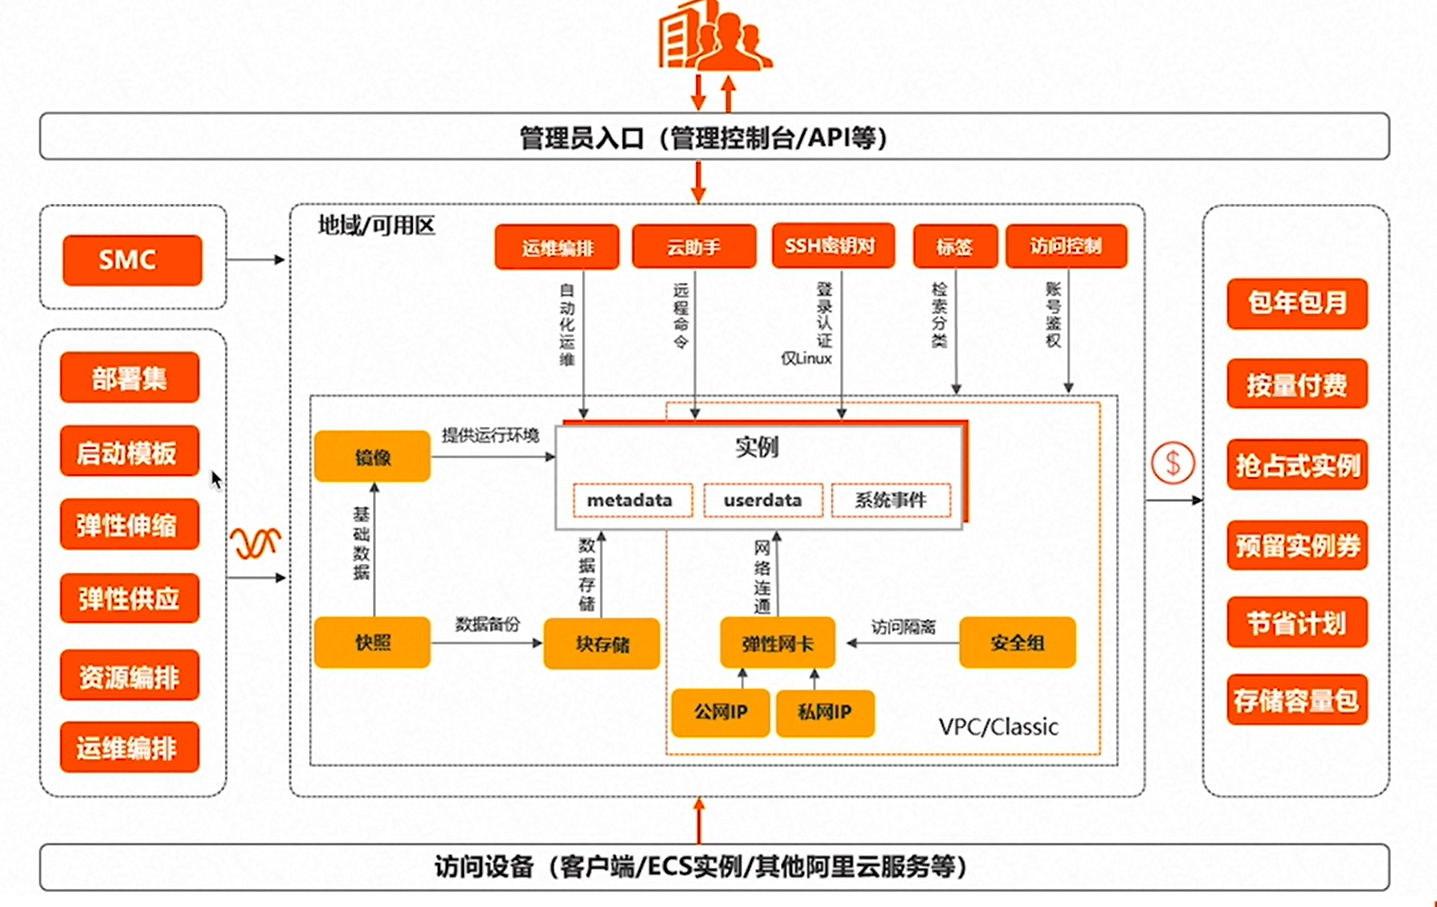 管理员入口（管理控制台/API等）
SMC
部署集
启动模板
弹性伸缩
弹性供应
资源编排
运维编排
地域/可用区
运维编排
云助手
SSH密钥对
标签
访问控制
自动化运维
远程命令
登录认证
仅Linux
检索分类
账号鉴权
镜像
提供运行环境
实例
metadata
userdata
系统事件
基础数据
数据存储
网络连通
快照
数据备份
块存储
弹性网卡
访问隔离
安全组
公网IP
私网IP
VPC/Classic
$
包年包月
按量付费
抢占式实例
预留实例券
节省计划
存储容量包
访问设备（客户端/ECS实例/其他阿里云服务等）